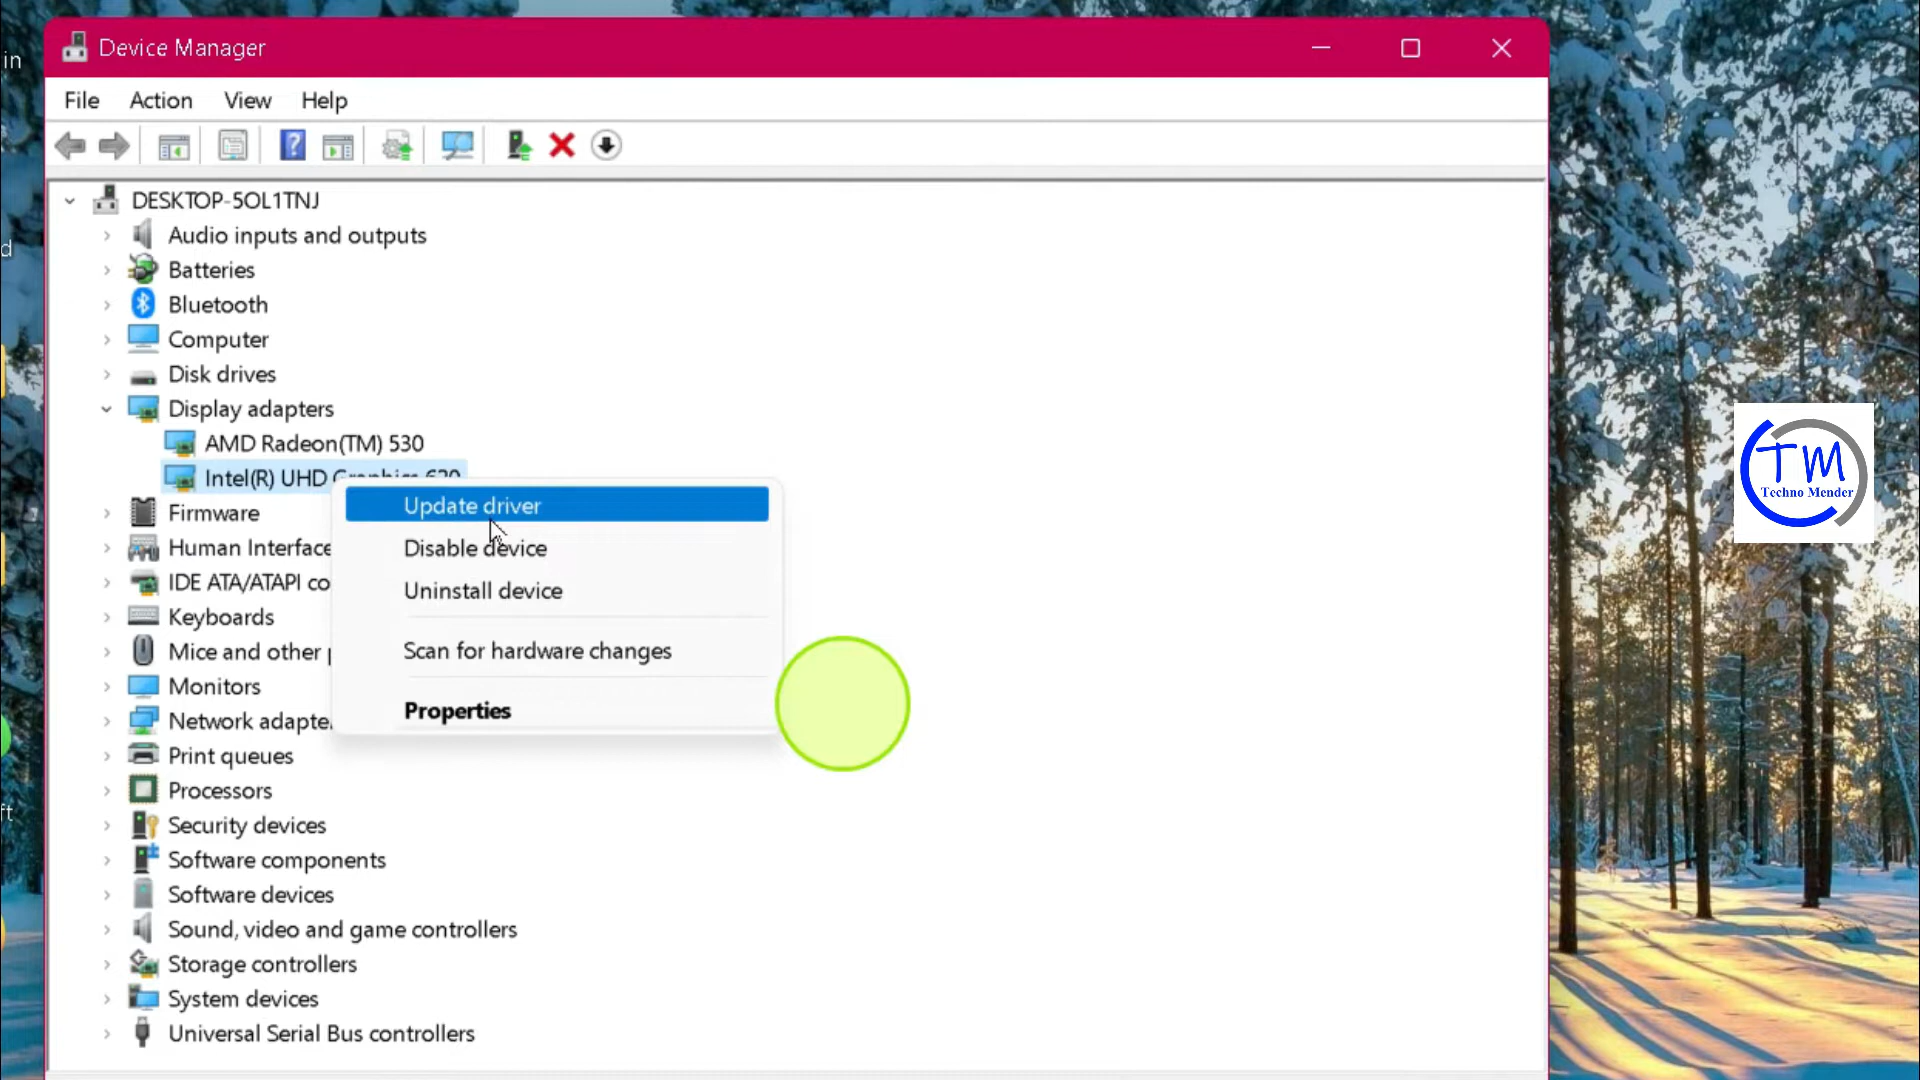 in
d
ft
Device Manager
File Action View Help
DESKTOP-5OL1TNJ
Audio inputs and outputs
Batteries
Bluetooth
Computer
Disk drives
Display adapters
AMD Radeon(TM) 530
Intel(R) UHD Graphics 620
Update driver
Disable device
Uninstall device
Scan for hardware changes
Properties
Firmware
Human Interface
IDE ATA/ATAPI co
Keyboards
Mice and other
Monitors
Network adapte
Print queues
Processors
Security devices
Software components
Software devices
Sound, video and game controllers
Storage controllers
System devices
Universal Serial Bus controllers
TM
Techno Mender